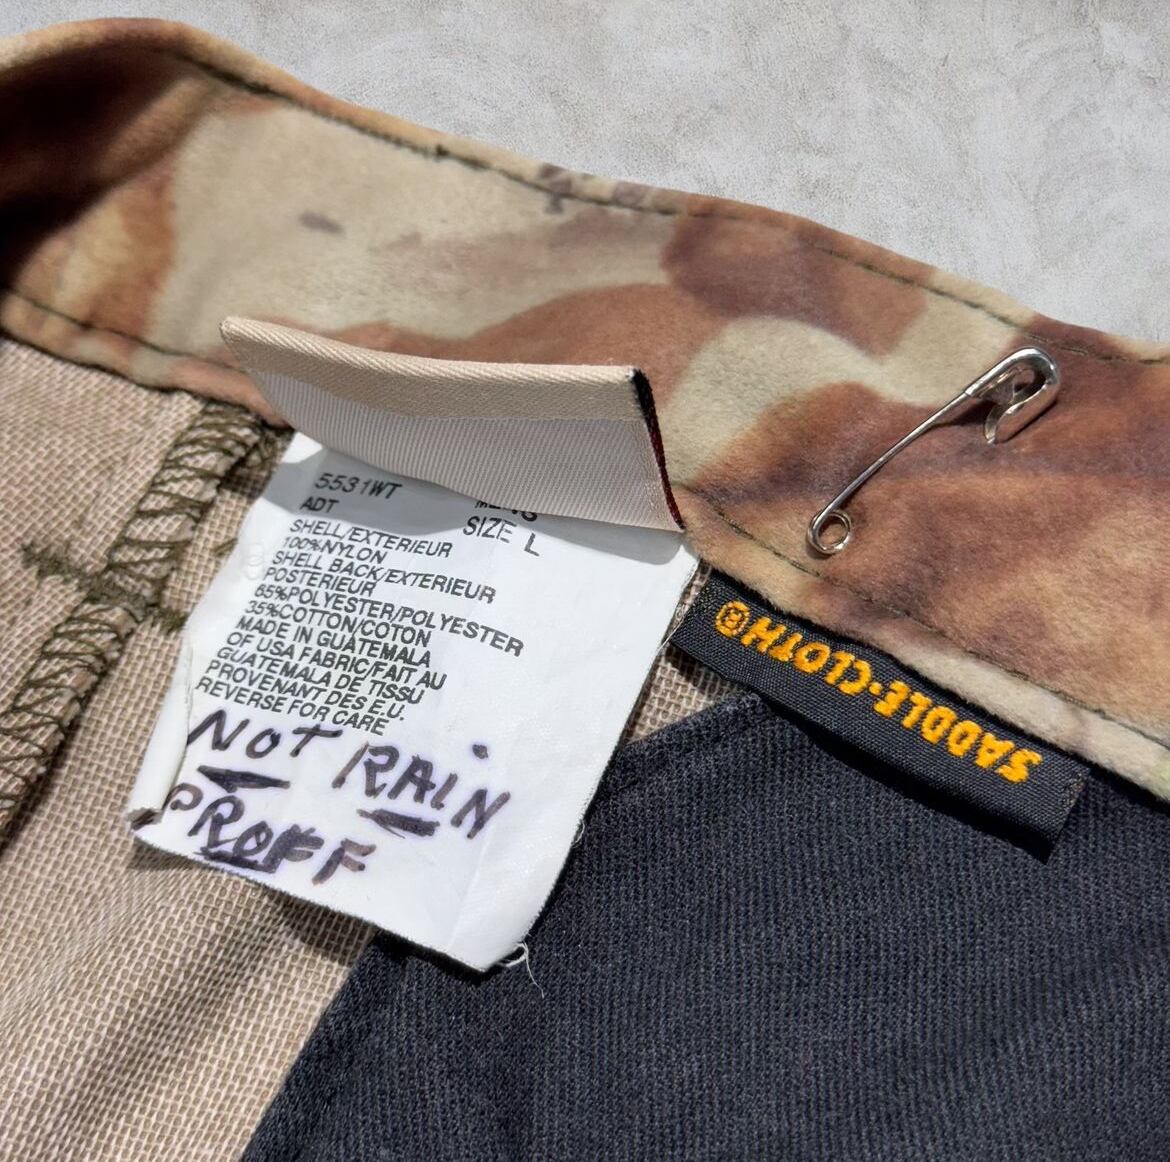 5531WT
ADT
SIZE L
SHELL/EXTERIEUR
100%NYLON
SHELL BACK/EXTERIEUR
POSTERIEUR
65%POLYESTER/POLYESTER
35%COTTON/COTON
MADE IN GUATEMALA
OF USA FABRIC/FAIT AU
GUATEMALA DE TISSU
PROVENANT DES E.U.
REVERSE FOR CARE
NOT RAIN
PROFF
SADDLE•CLOTH®